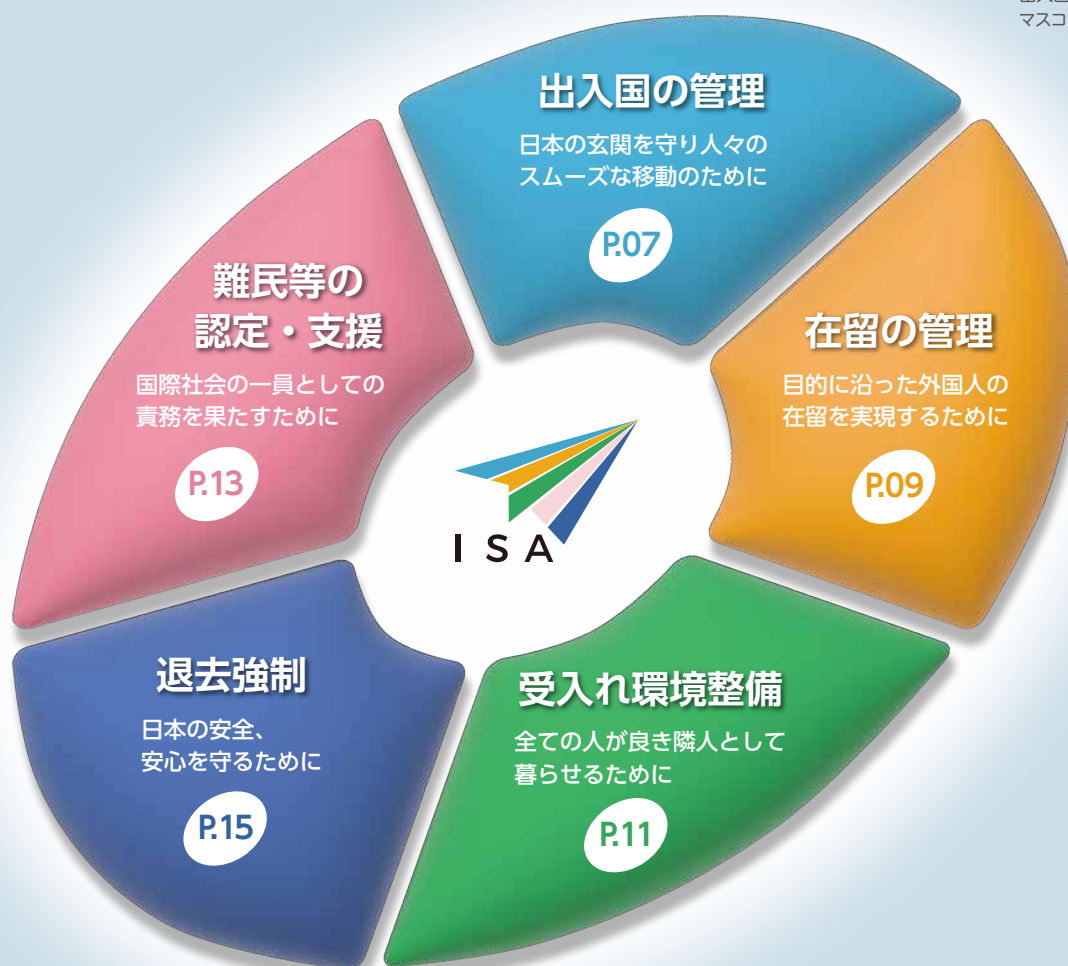 マスコ
出入国の管理
日本の玄関を守り人々の
スムーズな移動のために
P.07
在留の管理
目的に沿った外国人の
在留を実現するために
P.09
受入れ環境整備
全ての人が良き隣人として
暮らせるために
P.11
退去強制
日本の安全、
安心を守るために
P.15
難民等の
認定・支援
国際社会の一員としての
責務を果たすために
P.13
ISA